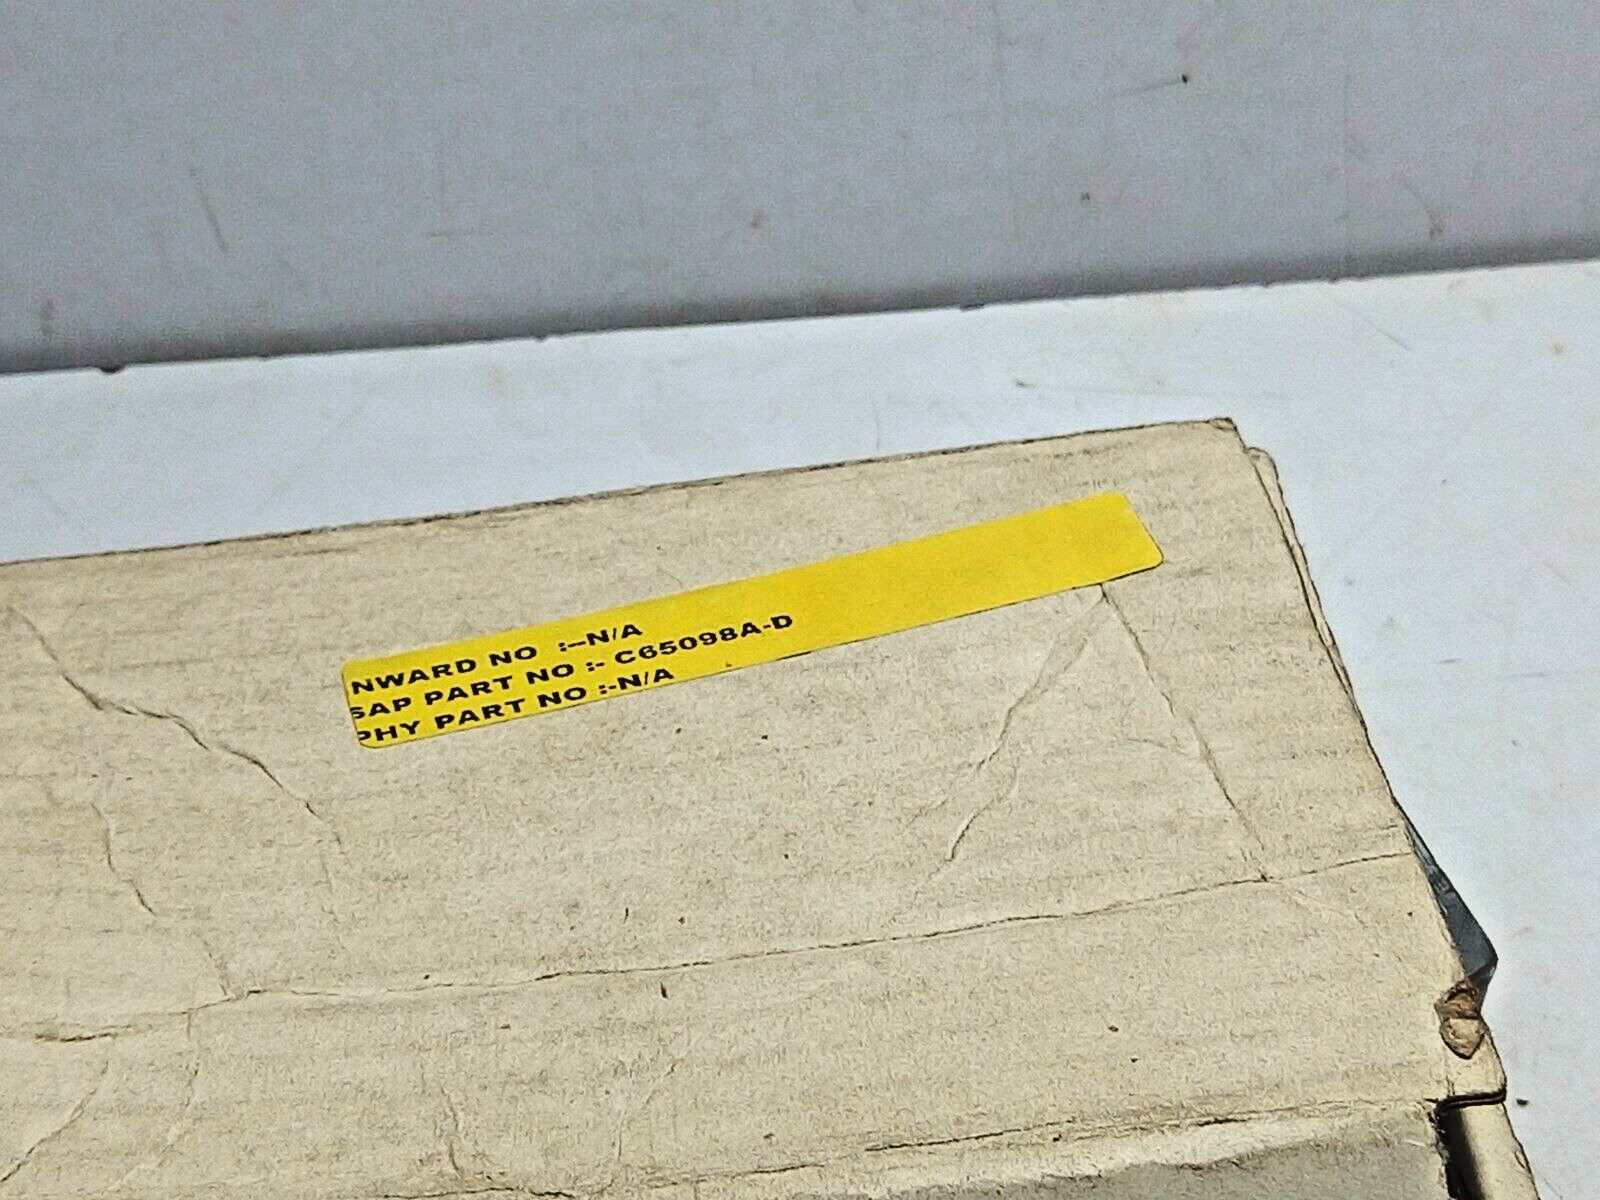 NWARD NO :--N/A
SAP PART NO :- C65098A-D
PHY PART NO :-N/A